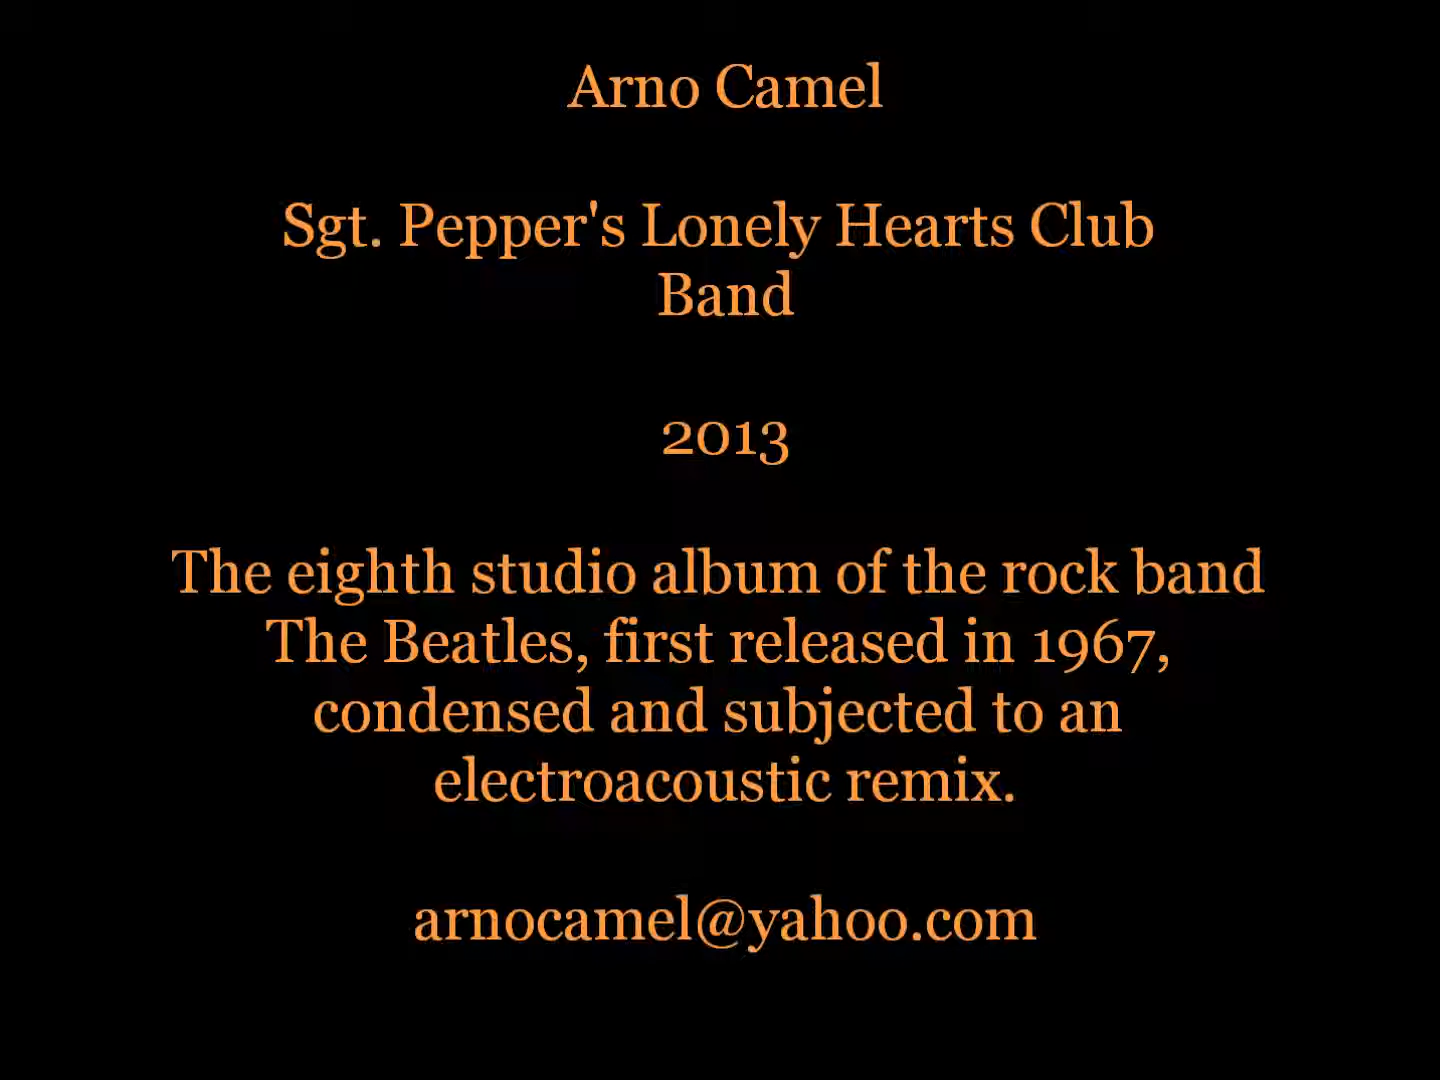 Arno Camel
Sgt. Pepper's Lonely Hearts Club
Band
2013
The eighth studio album of the rock band
The Beatles, first released in 1967,
condensed and subjected to an
electroacoustic remix.
arnocamel@yahoo.com